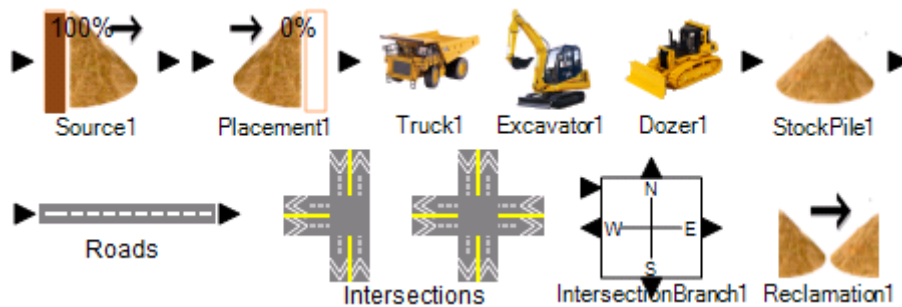 100%
0%
Source1
Placement1
Truck1
Excavator1
Dozer1
StockPile1
N
W
E
S
Roads
Intersections
IntersectionBranch1
Reclamation1